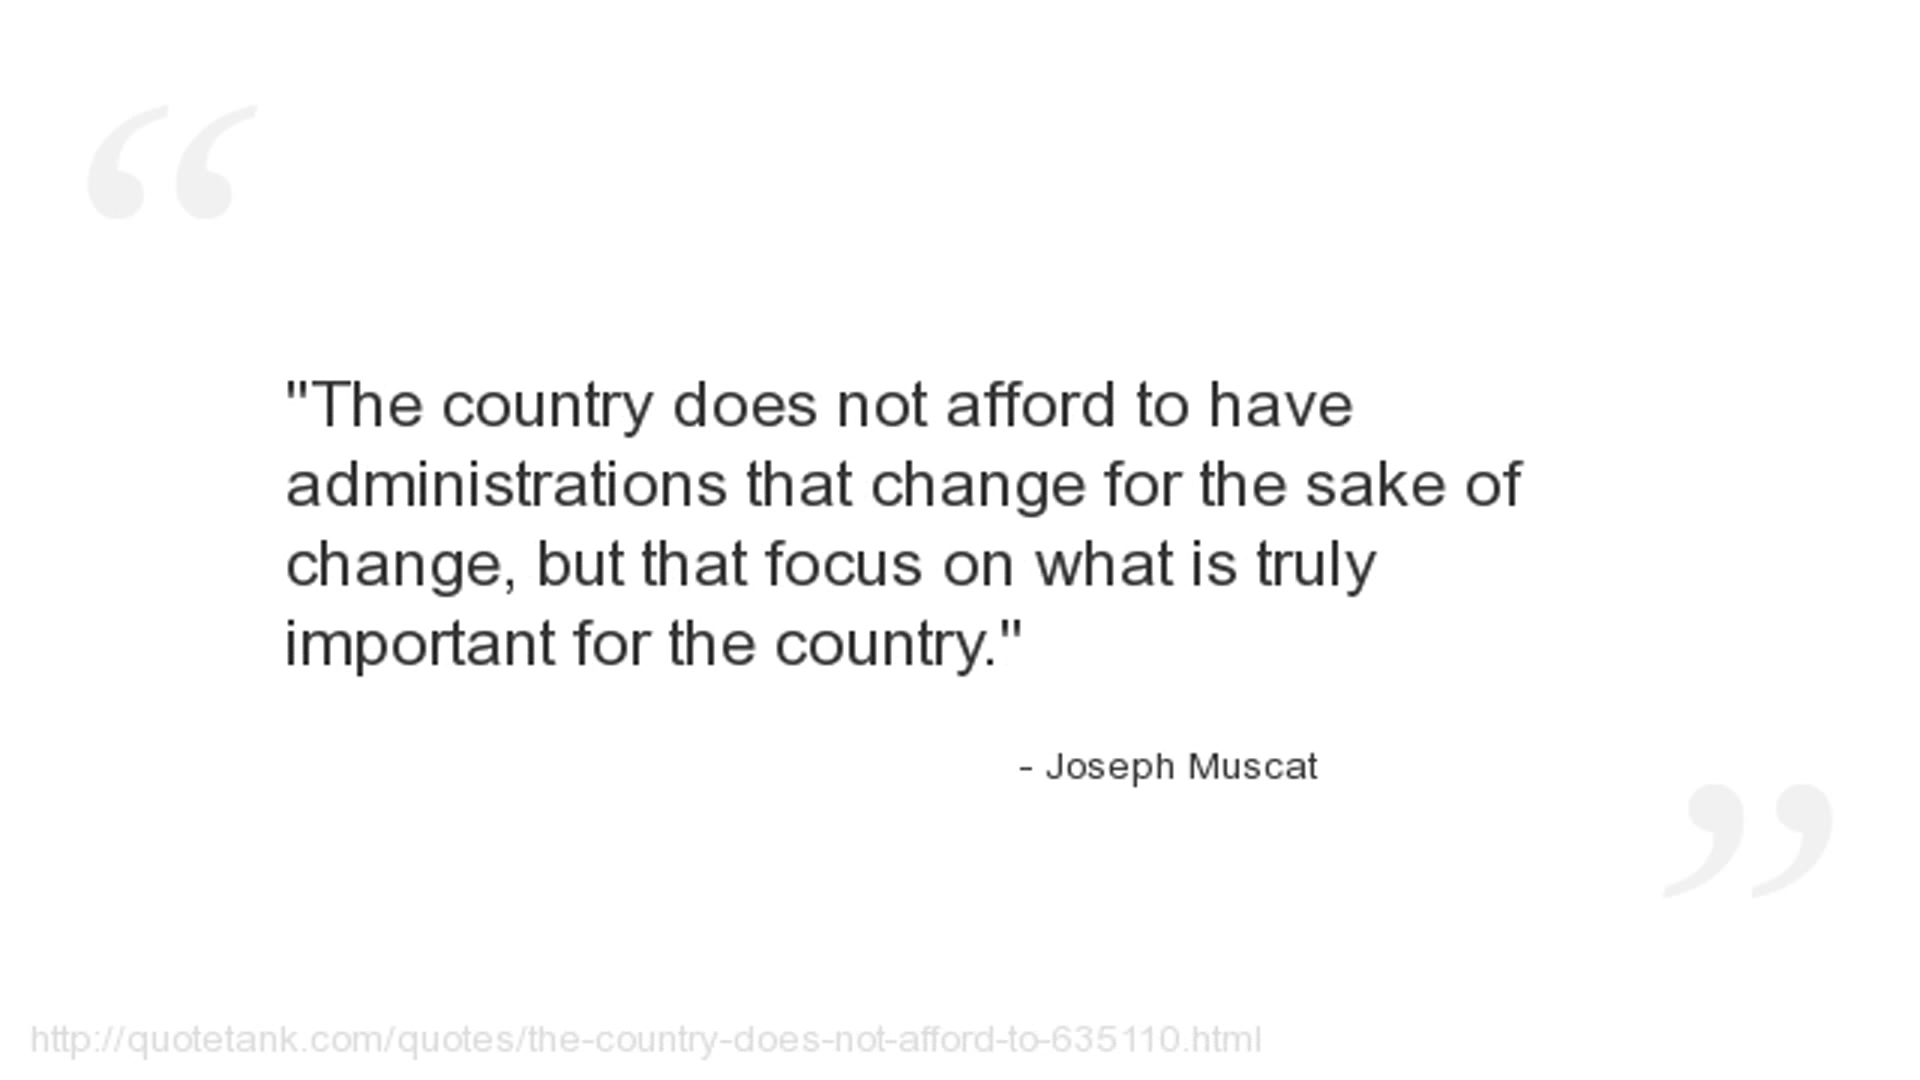 "The country does not afford to have
administrations that change for the sake of
change, but that focus on what is truly
important for the country."
- Joseph Muscat
http://quotetank.com/quotes/the-country-does-not-afford-to-635110.html